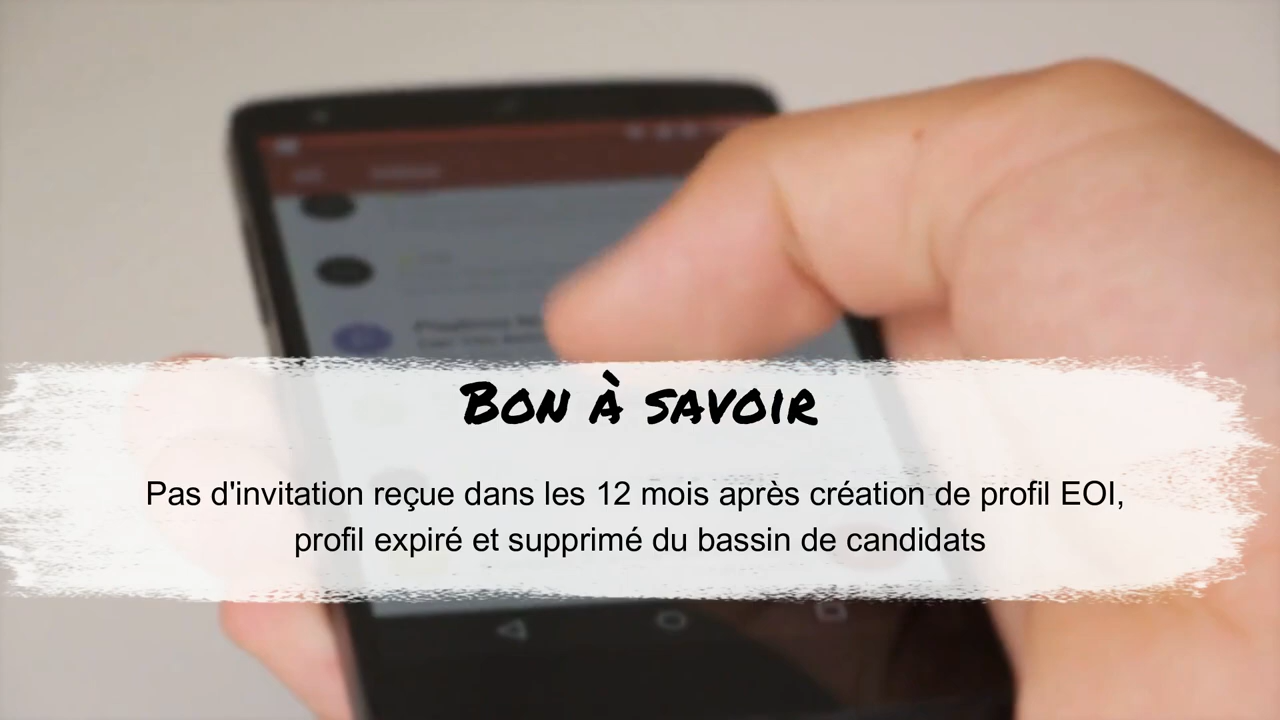 Bon à savoir
Pas d'invitation reçue dans les 12 mois après création de profil EOI,
profil expiré et supprimé du bassin de candidats